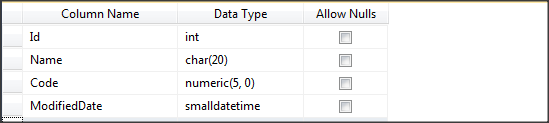 Column Name Data Type Allow Nulls
Id int
Name char(20)
Code numeric(5, 0)
ModifiedDate smalldatetime